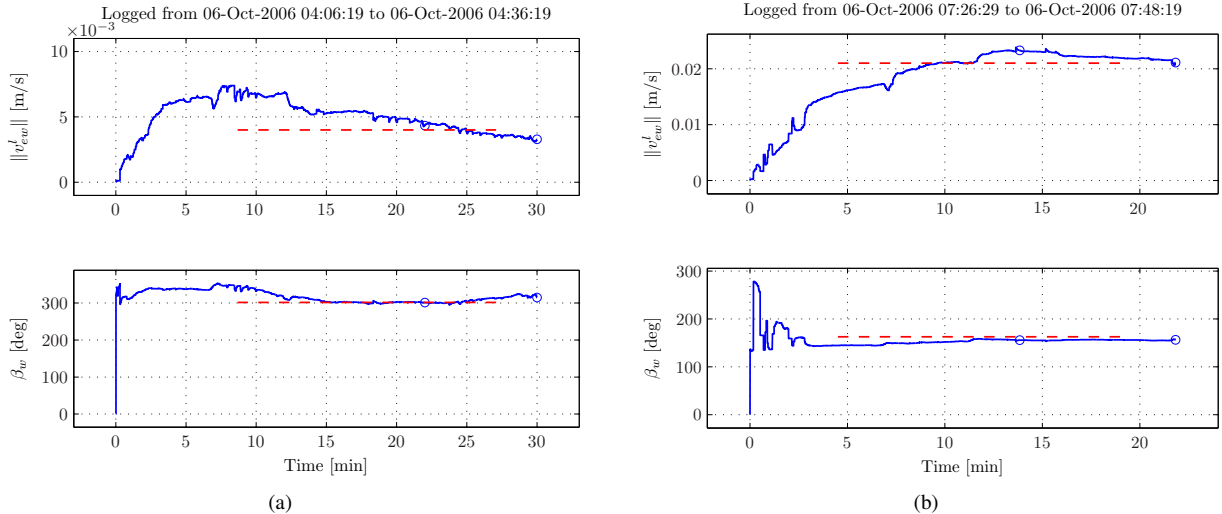 Logged from 06-Oct-2006 04:06:19 to 06-Oct-2006 04:36:19
×10⁻³
10
5
0
‖v^l_{ew}‖ [m/s]
0 5 10 15 20 25 30
300
200
100
0
β_w [deg]
0 5 10 15 20 25 30
Time [min]
(a)
Logged from 06-Oct-2006 07:26:29 to 06-Oct-2006 07:48:19
0.02
0.01
0
‖v^l_{ew}‖ [m/s]
0 5 10 15 20
300
200
100
0
β_w [deg]
0 5 10 15 20
Time [min]
(b)